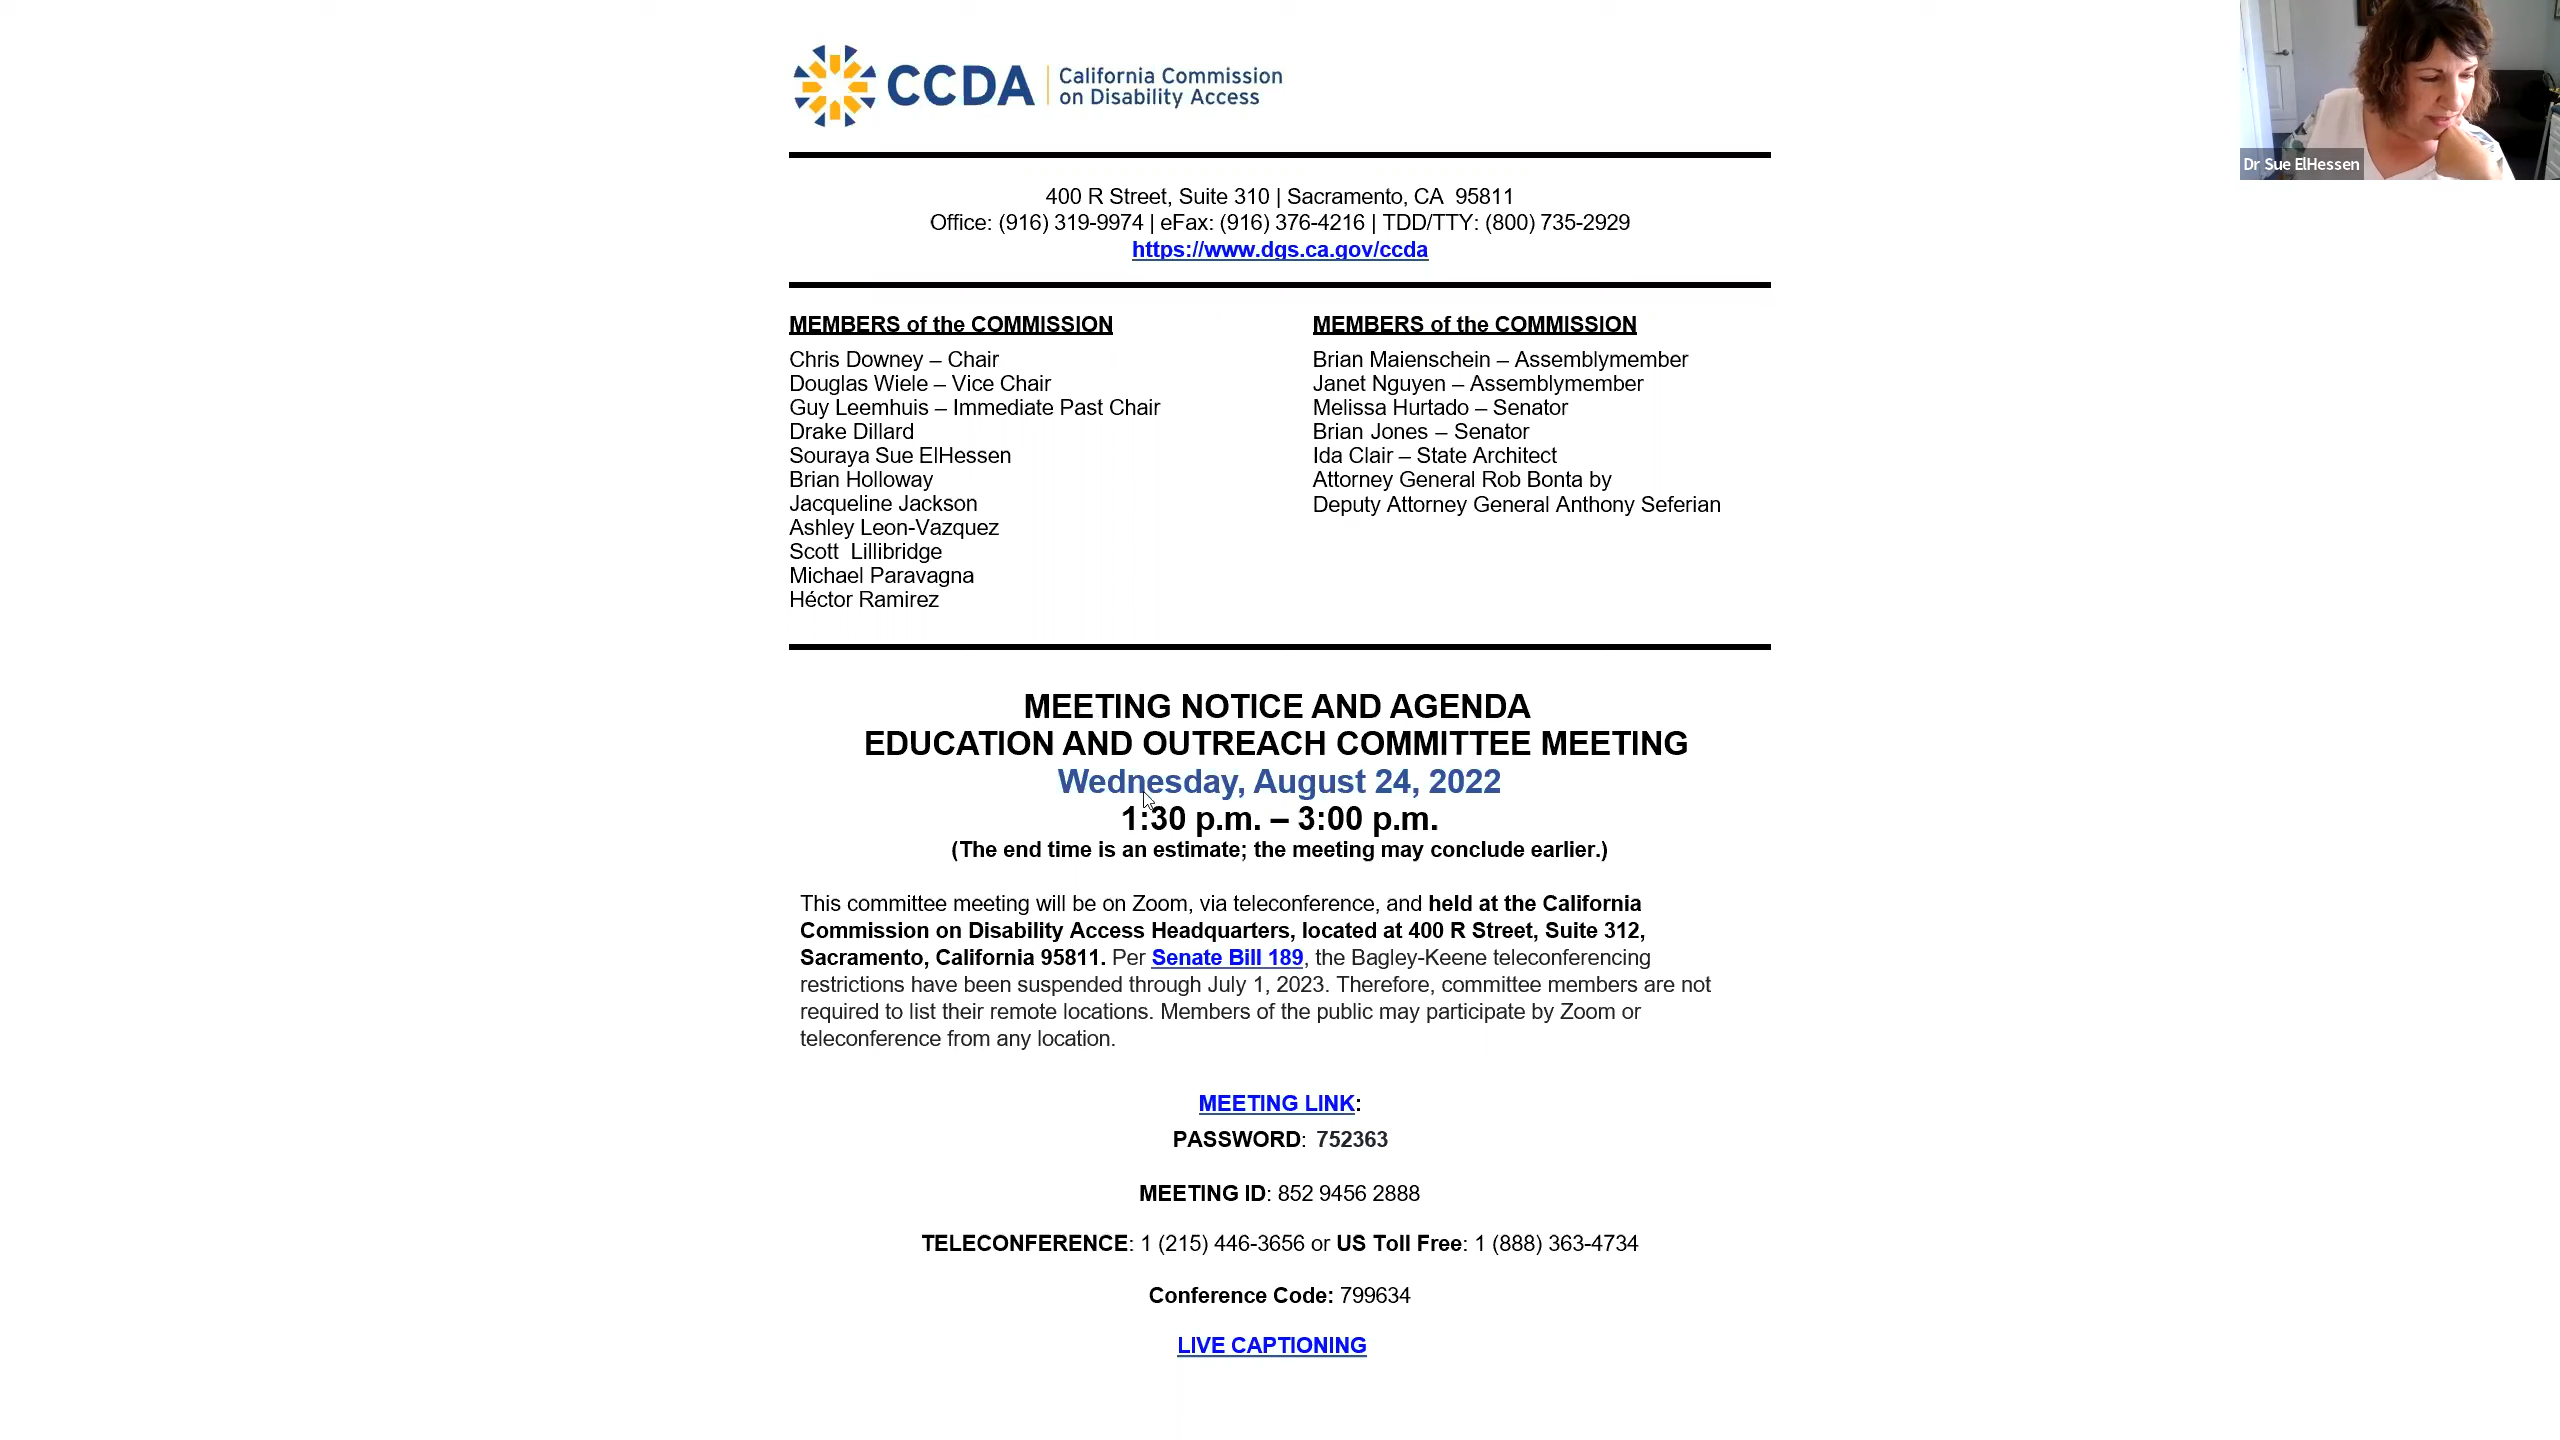 CCDA
California Commission
on Disability Access
Dr Sue ElHessen
400 R Street, Suite 310 | Sacramento, CA  95811
Office: (916) 319-9974 | eFax: (916) 376-4216 | TDD/TTY: (800) 735-2929
https://www.dgs.ca.gov/ccda
MEMBERS of the COMMISSION
Chris Downey – Chair
Douglas Wiele – Vice Chair
Guy Leemhuis – Immediate Past Chair
Drake Dillard
Souraya Sue ElHessen
Brian Holloway
Jacqueline Jackson
Ashley Leon-Vazquez
Scott  Lillibridge
Michael Paravagna
Héctor Ramirez
MEMBERS of the COMMISSION
Brian Maienschein – Assemblymember
Janet Nguyen – Assemblymember
Melissa Hurtado – Senator
Brian Jones – Senator
Ida Clair – State Architect
Attorney General Rob Bonta by
Deputy Attorney General Anthony Seferian
MEETING NOTICE AND AGENDA
EDUCATION AND OUTREACH COMMITTEE MEETING
Wednesday, August 24, 2022
1:30 p.m. – 3:00 p.m.
(The end time is an estimate; the meeting may conclude earlier.)
This committee meeting will be on Zoom, via teleconference, and held at the California
Commission on Disability Access Headquarters, located at 400 R Street, Suite 312,
Sacramento, California 95811. Per Senate Bill 189, the Bagley-Keene teleconferencing
restrictions have been suspended through July 1, 2023. Therefore, committee members are not
required to list their remote locations. Members of the public may participate by Zoom or
teleconference from any location.
MEETING LINK:
PASSWORD:  752363
MEETING ID: 852 9456 2888
TELECONFERENCE: 1 (215) 446-3656 or US Toll Free: 1 (888) 363-4734
Conference Code: 799634
LIVE CAPTIONING